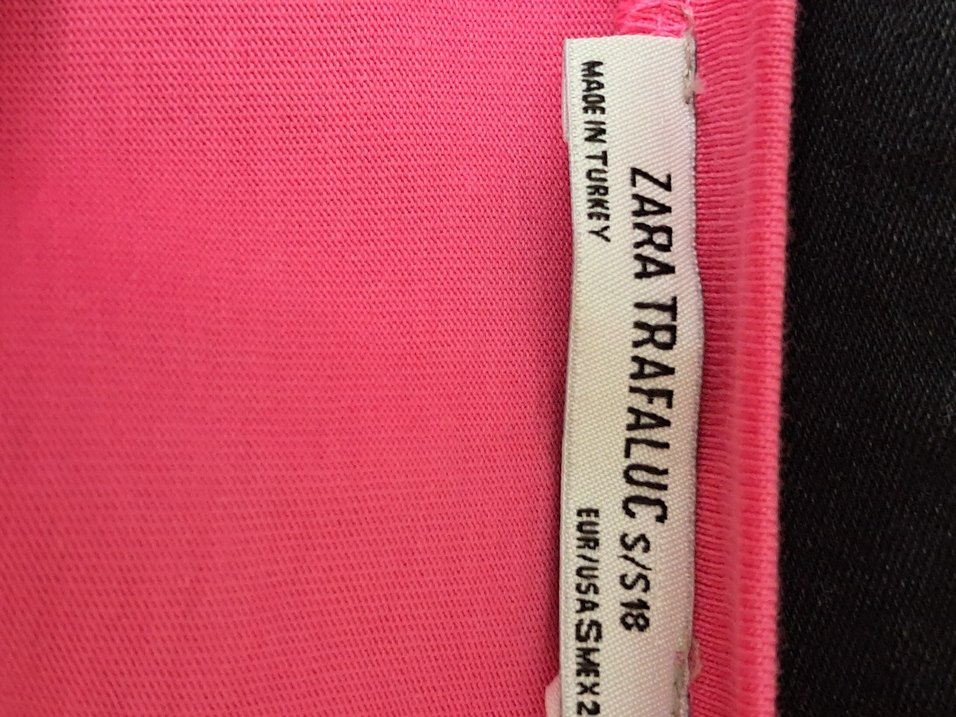 ZARA TRAFALUC S/S18
MADE IN TURKEY EUR/USA S MEX 2